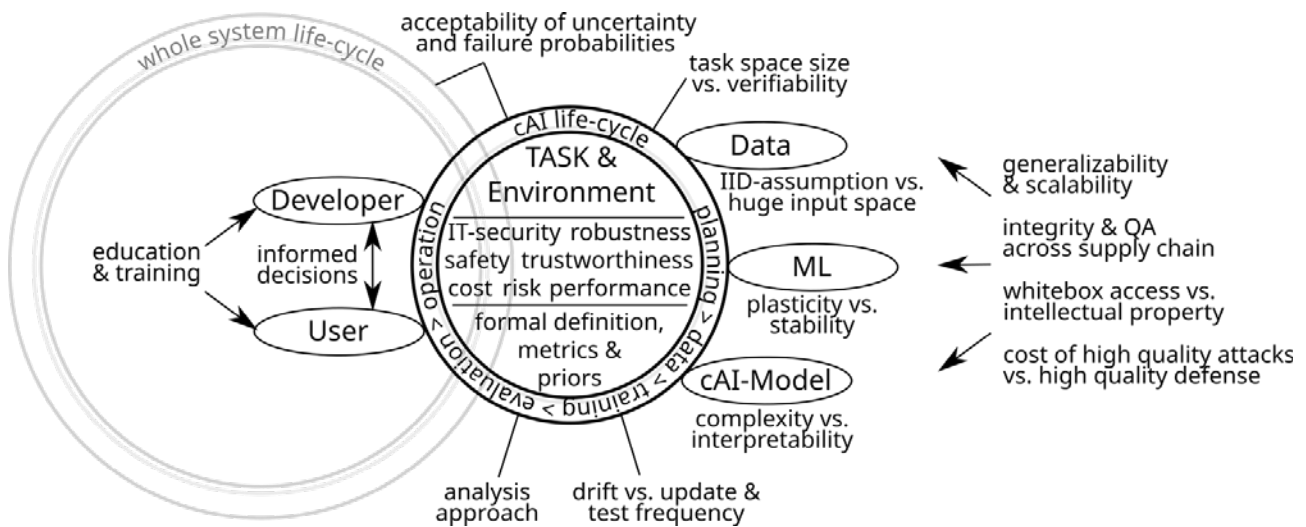 whole system life-cycle
acceptability of uncertainty
and failure probabilities
task space size
vs. verifiability
cAI life-cycle
planning > data > training > evaluation > operation
TASK &
Environment
IT-security robustness
safety trustworthiness
cost risk performance
formal definition,
metrics &
priors
Developer
education
& training
informed
decisions
User
Data
IID-assumption vs.
huge input space
ML
plasticity vs.
stability
cAI-Model
complexity vs.
interpretability
generalizability
& scalability
integrity & QA
across supply chain
whitebox access vs.
intellectual property
cost of high quality attacks
vs. high quality defense
analysis
approach
drift vs. update &
test frequency